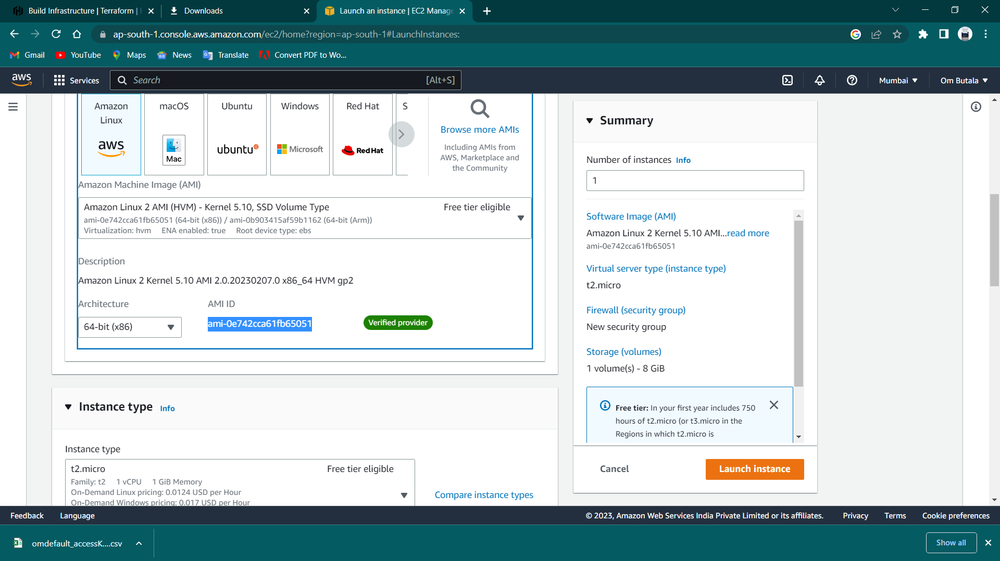 Build Infrastructure | Terraform |
Downloads
Launch an instance | EC2 Manage
ap-south-1.console.aws.amazon.com/ec2/home?region=ap-south-1#LaunchInstances:
Gmail
YouTube
Maps
News
Translate
Convert PDF to Wo...
aws
Services
Search
[Alt+S]
Mumbai
Om Butala
Amazon
Linux
aws
macOS
Mac
Ubuntu
ubuntu
Windows
Microsoft
Red Hat
Red Hat
S
Browse more AMIs
Including AMIs from
AWS, Marketplace and
the Community
Amazon Machine Image (AMI)
Amazon Linux 2 AMI (HVM) - Kernel 5.10, SSD Volume Type
Free tier eligible
ami-0e742cca61fb65051 (64-bit (x86)) / ami-0b903415af59b1162 (64-bit (Arm))
Virtualization: hvm ENA enabled: true Root device type: ebs
Description
Amazon Linux 2 Kernel 5.10 AMI 2.0.20230207.0 x86_64 HVM gp2
Architecture
AMI ID
64-bit (x86)
ami-0e742cca61fb65051
Verified provider
Instance type Info
Instance type
t2.micro
Free tier eligible
Family: t2 1 vCPU 1 GiB Memory
On-Demand Linux pricing: 0.0124 USD per Hour
On-Demand Windows pricing: 0.017 USD per Hour
Compare instance types
Summary
Number of instances Info
1
Software Image (AMI)
Amazon Linux 2 Kernel 5.10 AMI...read more
ami-0e742cca61fb65051
Virtual server type (instance type)
t2.micro
Firewall (security group)
New security group
Storage (volumes)
1 volume(s) - 8 GiB
Free tier: In your first year includes 750
hours of t2.micro (or t3.micro in the
Regions in which t2.micro is
Cancel
Launch instance
Feedback
Language
© 2023, Amazon Web Services India Private Limited or its affiliates.
Privacy
Terms
Cookie preferences
omdefault_accessK....csv
Show all